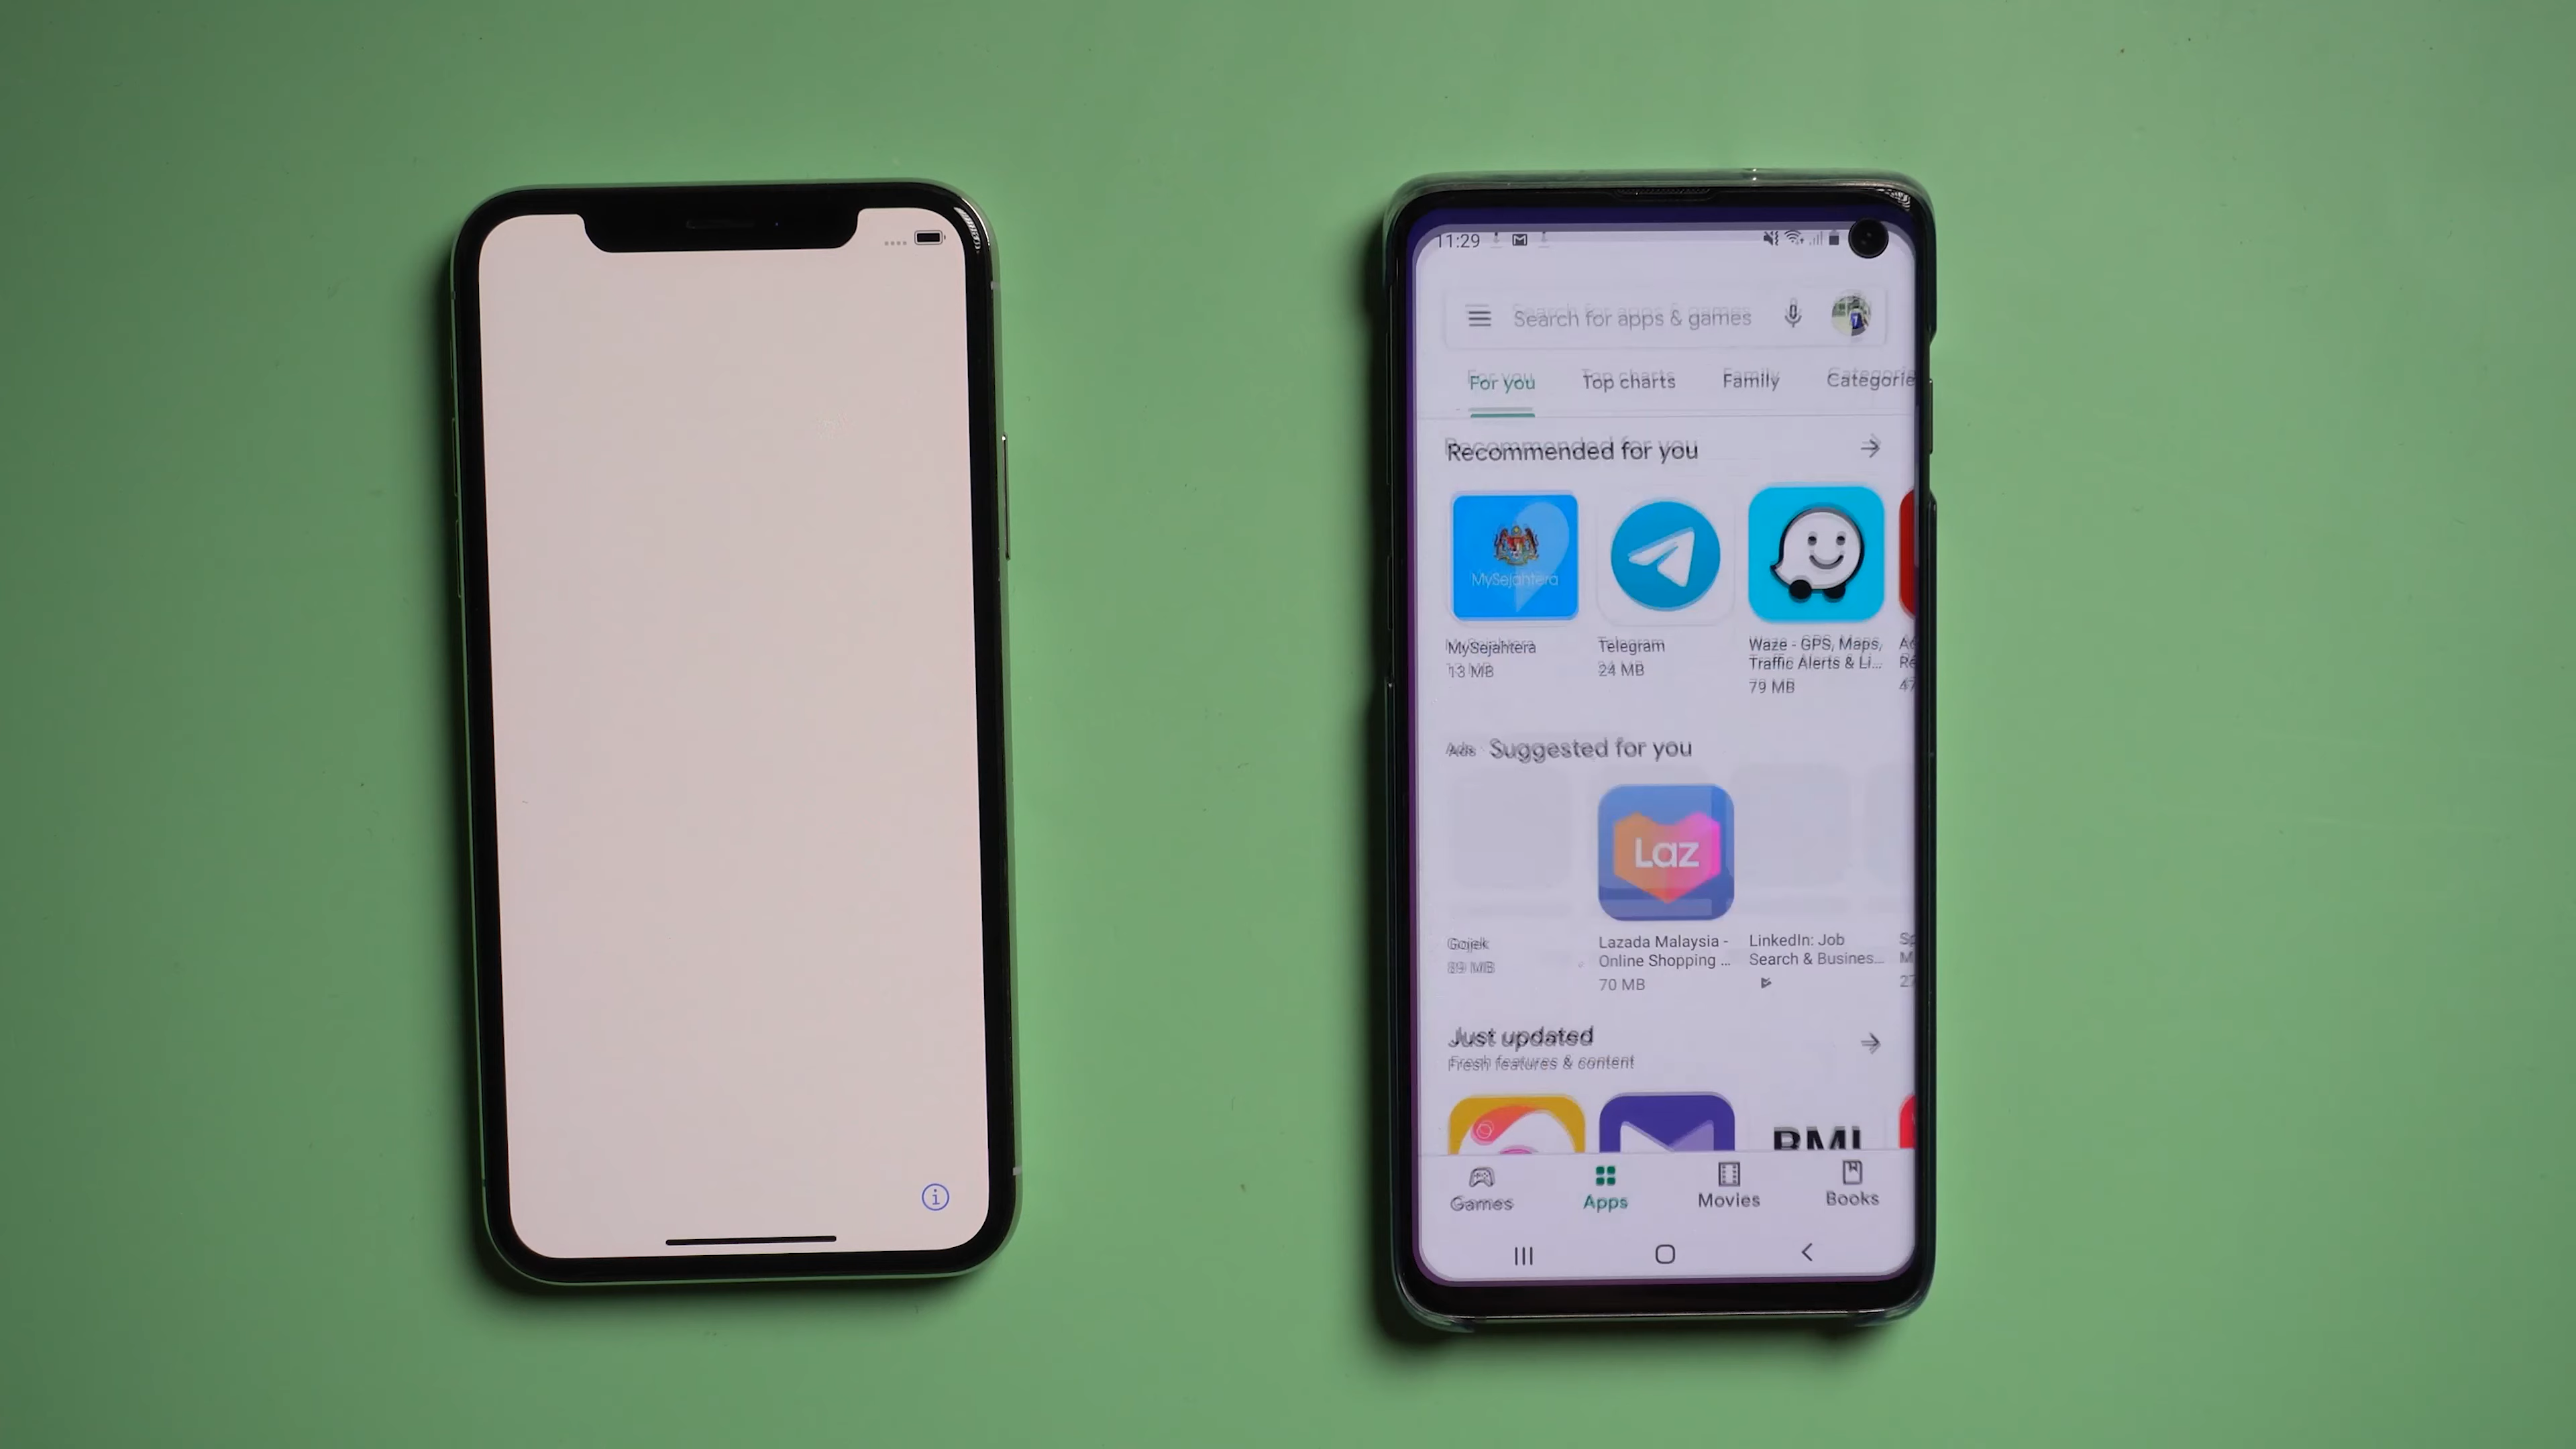 11:29
Search for apps & games
For you Top charts Family Categorie
Recommended for you
MySejahtera
MySejahtera
13 MB
Telegram
24 MB
Waze - GPS, Maps,
Traffic Alerts & Li...
79 MB
Ads Suggested for you
Laz
Gojek
89 MB
Lazada Malaysia -
Online Shopping ...
70 MB
LinkedIn: Job
Search & Busines...
Just updated
Fresh features & content
BMI
Games Apps Movies Books